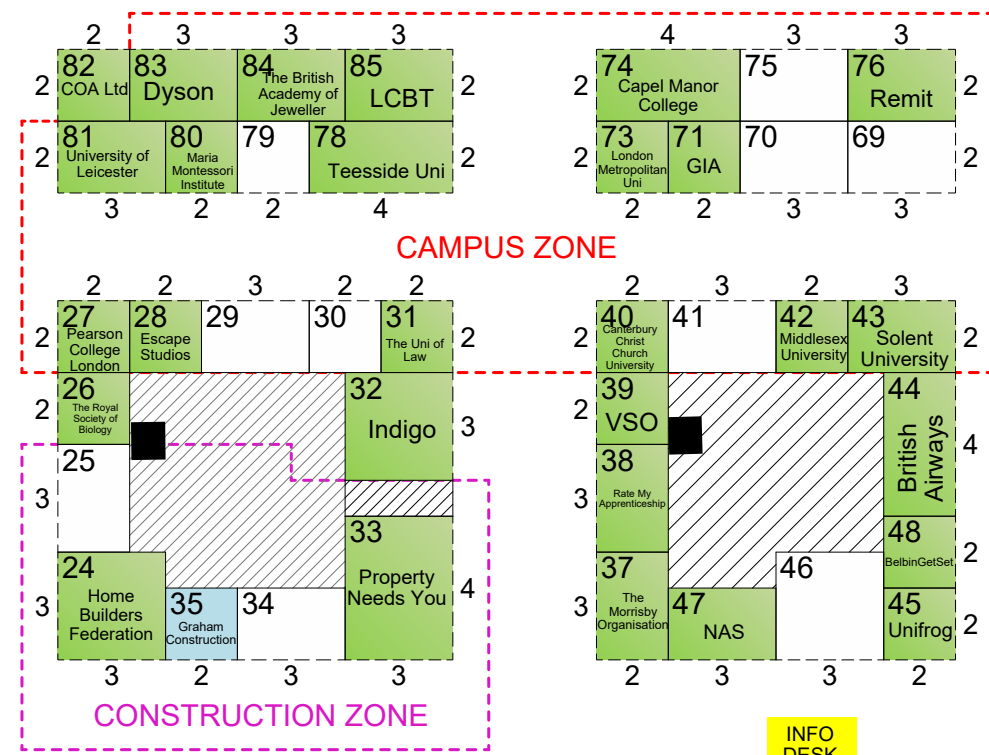 2 3 3 3
4 3 3
2 82 COA Ltd
83 Dyson
84 The British
Academy of
Jeweller
85 LCBT 2
2 74 Capel Manor
College
75
76 Remit 2
2 81 University of
Leicester
80 Maria
Montessori
Institute
79
78 Teesside Uni 2
2 73 London
Metropolitan
Uni
71 GIA
70
69 2
3 2 2 4
2 2 3 3
CAMPUS ZONE
2 2 3 2 2
2 3 2 3
2 27 Pearson
College
London
28 Escape
Studios
29
30
31 The Uni of
Law 2
2 40 Canterbury
Christ
Church
University
41
42 Middlesex
University
43 Solent
University 2
2 26 The Royal
Society of
Biology
32 Indigo 3
2 39 VSO
44 British
Airways 4
3 25
3 38 Rate My
Apprenticeship
33 Property
Needs You 4
48 BelbinGetSet 2
3 24 Home
Builders
Federation
35 Graham
Construction
34
3 37 The
Morrisby
Organisation
47 NAS
46
45 Unifrog 2
3 2 3 3
2 3 3 2
CONSTRUCTION ZONE
INFO
DESK